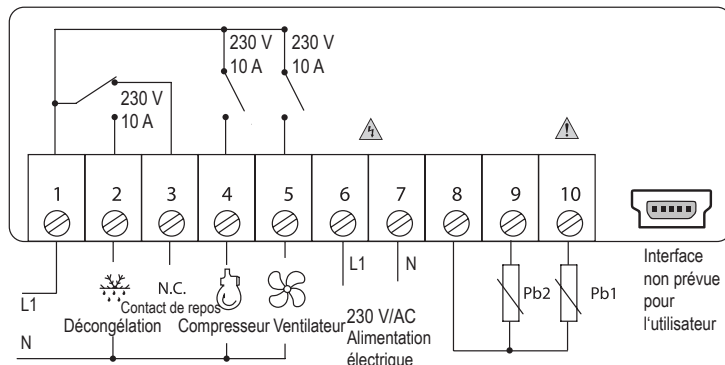 230 V
10 A
230 V
10 A
230 V
10 A
1
2
3
4
5
6
7
8
9
10
L1
N.C.
Contact de repos
Décongélation
Compresseur
Ventilateur
N
L1
N
230 V/AC
Alimentation
électrique
Pb2
Pb1
Interface
non prévue
pour
l'utilisateur